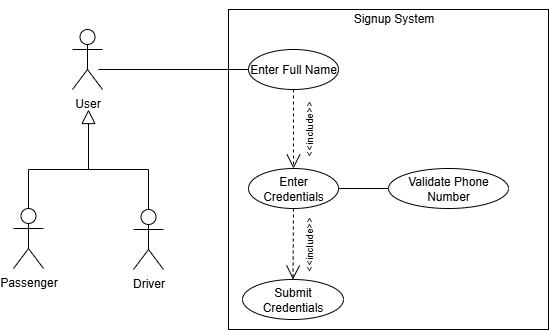 Signup System
Enter Full Name
User
<<include>>
Enter
Credentials
Validate Phone
Number
<<include>>
Passenger
Driver
Submit
Credentials